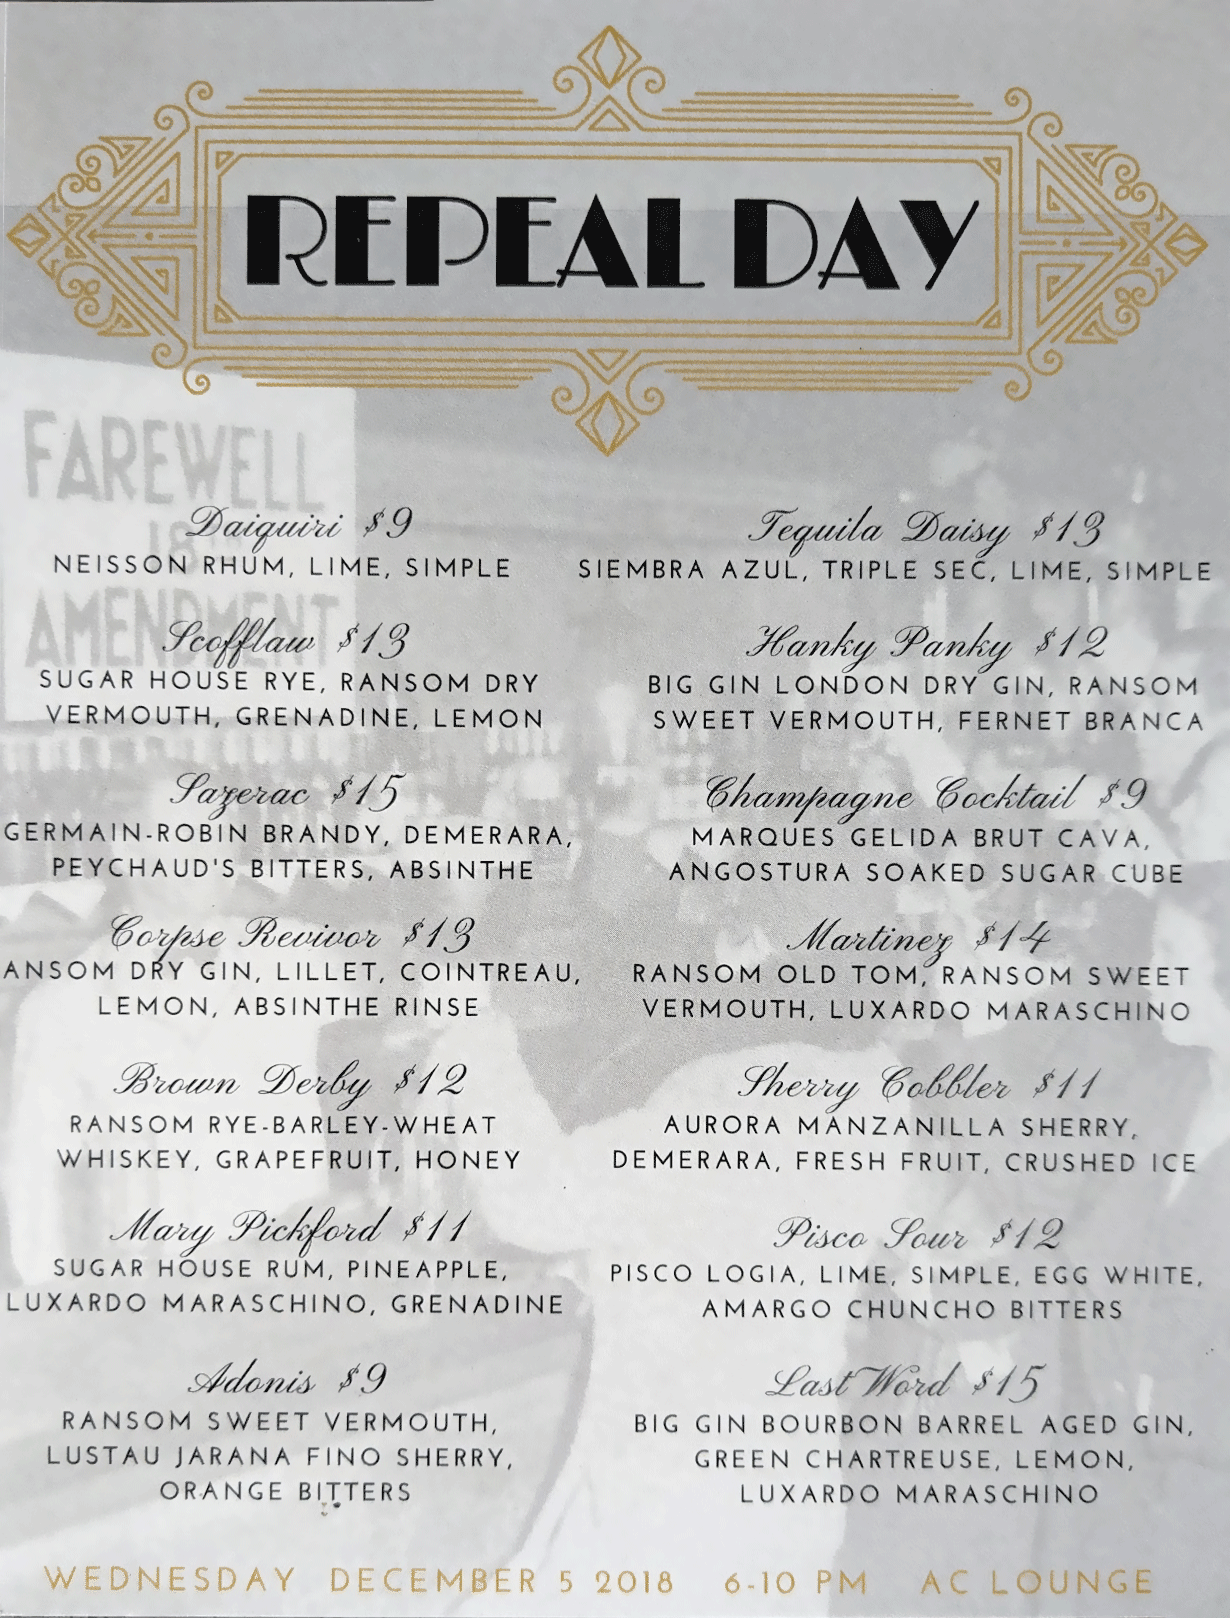 REPEAL DAY
FAREWELL
18
AMENDMENT
Daiquiri $9
NEISSON RHUM, LIME, SIMPLE
Scofflaw $13
SUGAR HOUSE RYE, RANSOM DRY
VERMOUTH, GRENADINE, LEMON
Sazerac $15
GERMAIN-ROBIN BRANDY, DEMERARA,
PEYCHAUD'S BITTERS, ABSINTHE
Corpse Revivor $13
ANSOM DRY GIN, LILLET, COINTREAU,
LEMON, ABSINTHE RINSE
Brown Derby $12
RANSOM RYE-BARLEY-WHEAT
WHISKEY, GRAPEFRUIT, HONEY
Mary Pickford $11
SUGAR HOUSE RUM, PINEAPPLE,
LUXARDO MARASCHINO, GRENADINE
Adonis $9
RANSOM SWEET VERMOUTH,
LUSTAU JARANA FINO SHERRY,
ORANGE BITTERS
Tequila Daisy $13
SIEMBRA AZUL, TRIPLE SEC, LIME, SIMPLE
Hanky Panky $12
BIG GIN LONDON DRY GIN, RANSOM
SWEET VERMOUTH, FERNET BRANCA
Champagne Cocktail $9
MARQUES GELIDA BRUT CAVA,
ANGOSTURA SOAKED SUGAR CUBE
Martinez $14
RANSOM OLD TOM, RANSOM SWEET
VERMOUTH, LUXARDO MARASCHINO
Sherry Cobbler $11
AURORA MANZANILLA SHERRY,
DEMERARA, FRESH FRUIT, CRUSHED ICE
Pisco Sour $12
PISCO LOGIA, LIME, SIMPLE, EGG WHITE,
AMARGO CHUNCHO BITTERS
Last Word $15
BIG GIN BOURBON BARREL AGED GIN,
GREEN CHARTREUSE, LEMON,
LUXARDO MARASCHINO
WEDNESDAY DECEMBER 5 2018 6-10 PM AC LOUNGE